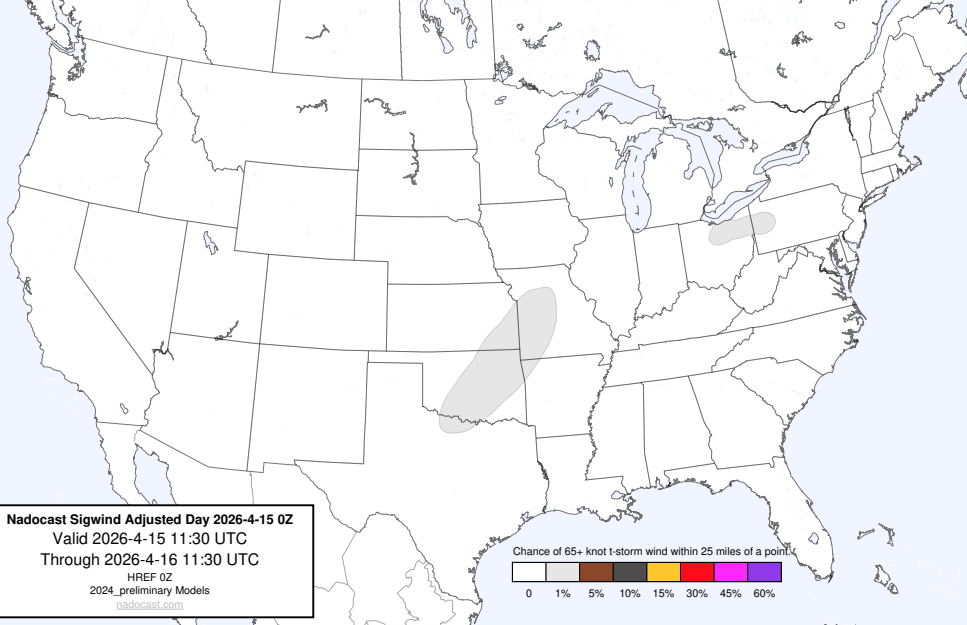 Nadocast Sigwind Adjusted Day 2026-4-15 0Z
Valid 2026-4-15 11:30 UTC
Through 2026-4-16 11:30 UTC
HREF 0Z
2024_preliminary Models
nadocast.com
Chance of 65+ knot t-storm wind within 25 miles of a point.
0 1% 5% 10% 15% 30% 45% 60%